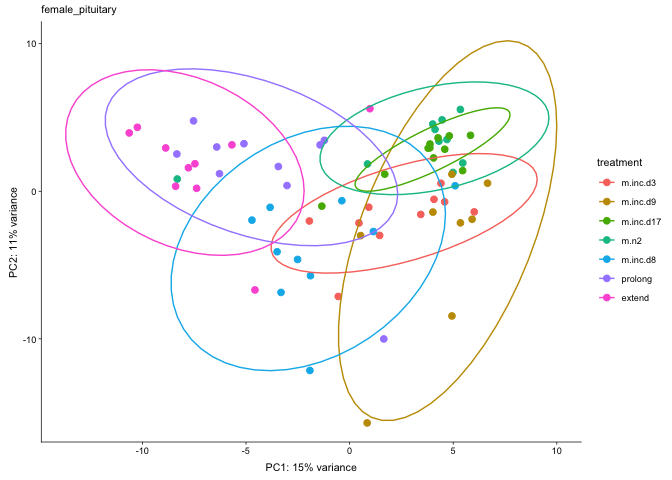 female_pituitary
10
0
-10
PC2: 11% variance
-10
-5
0
5
10
PC1: 15% variance
treatment
m.inc.d3
m.inc.d9
m.inc.d17
m.n2
m.inc.d8
prolong
extend